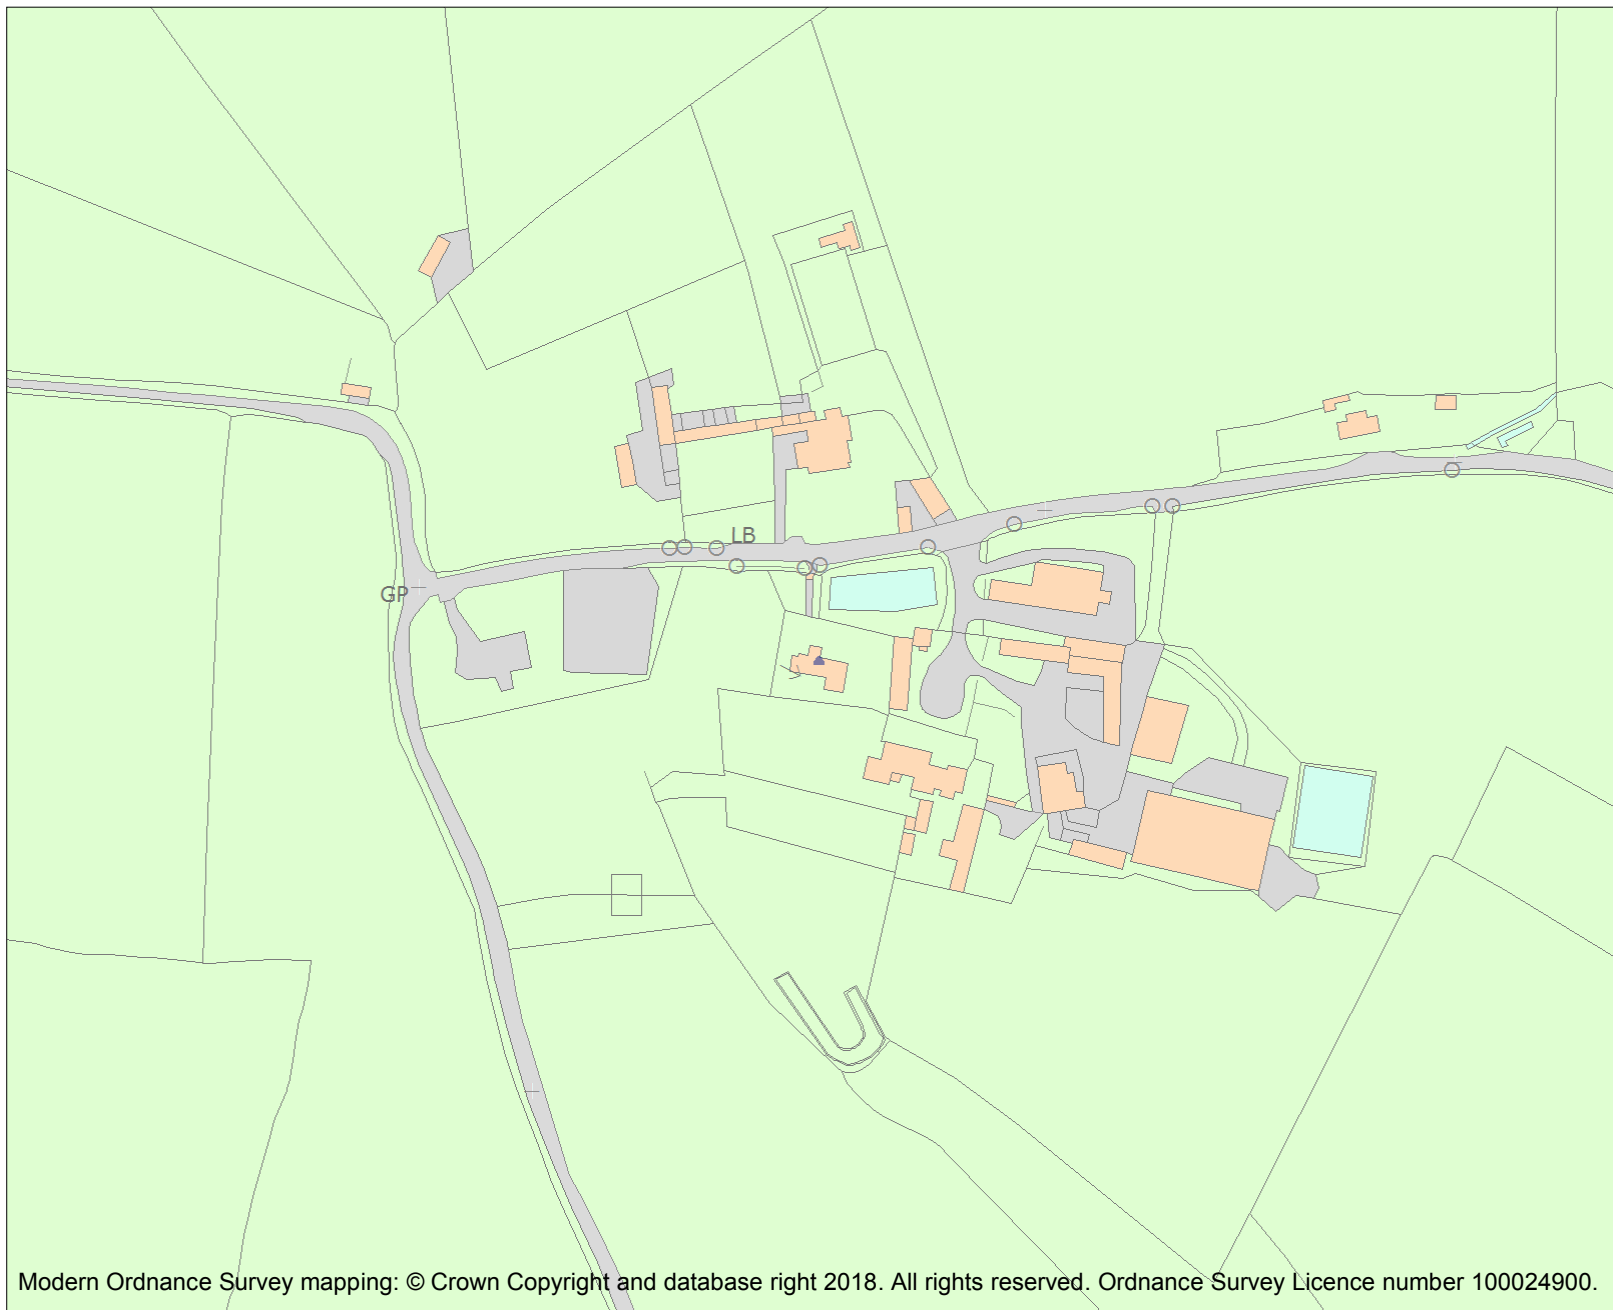 LB
GP
Modern Ordnance Survey mapping: © Crown Copyright and database right 2018. All rights reserved. Ordnance Survey Licence number 100024900.